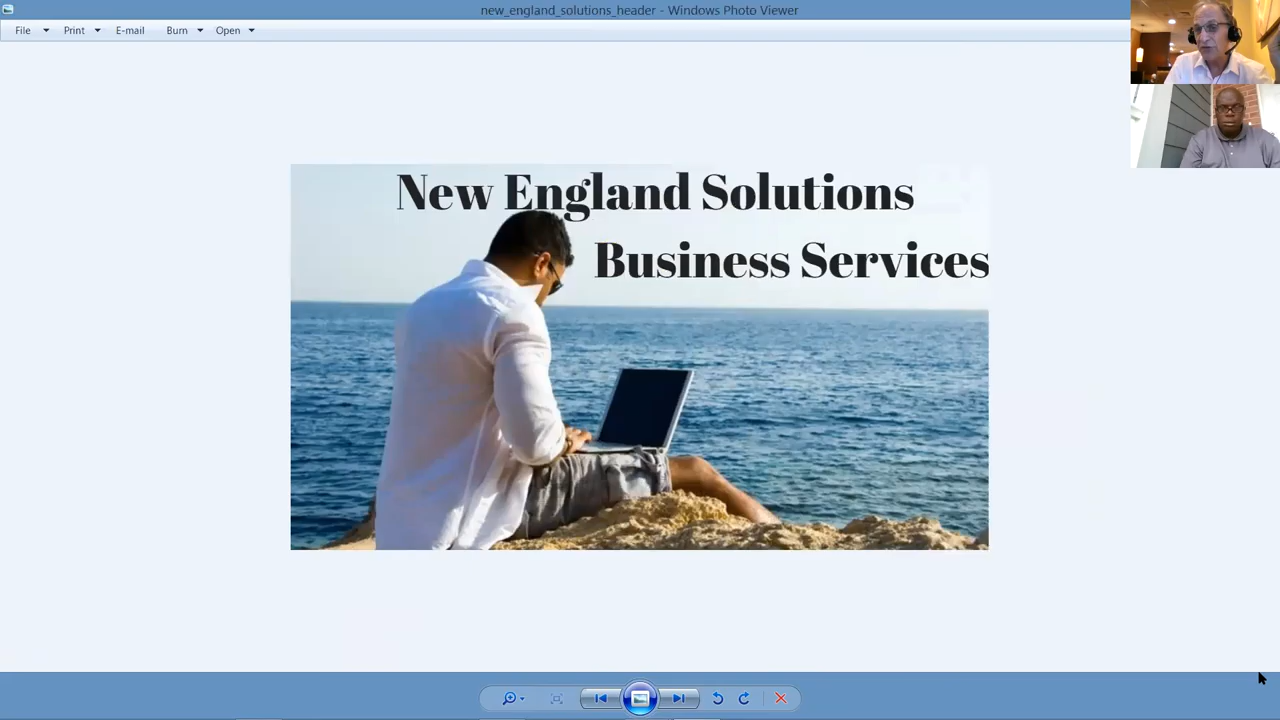 new_england_solutions_header - Windows Photo Viewer
File Print E-mail Burn Open
New England Solutions
Business Services